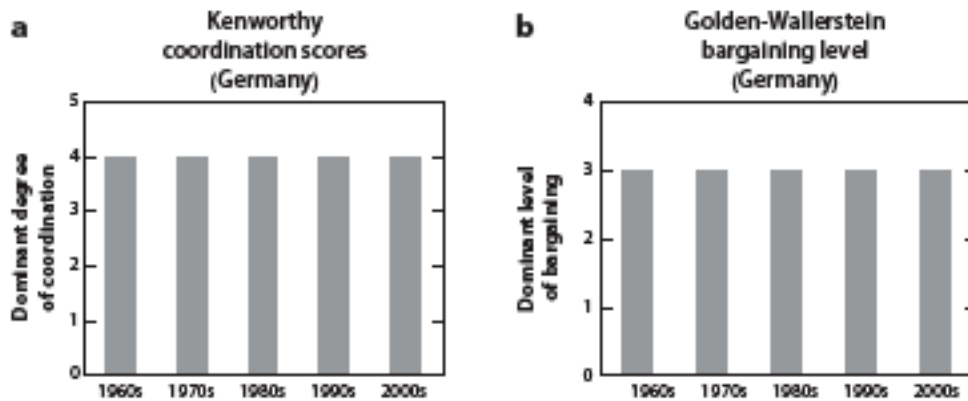 a
Kenworthy
coordination scores
(Germany)
Dominant degree
of coordination
5
4
3
2
1
0
1960s 1970s 1980s 1990s 2000s
b
Golden-Wallerstein
bargaining level
(Germany)
Dominant level
of bargaining
4
3
2
1
0
1960s 1970s 1980s 1990s 2000s